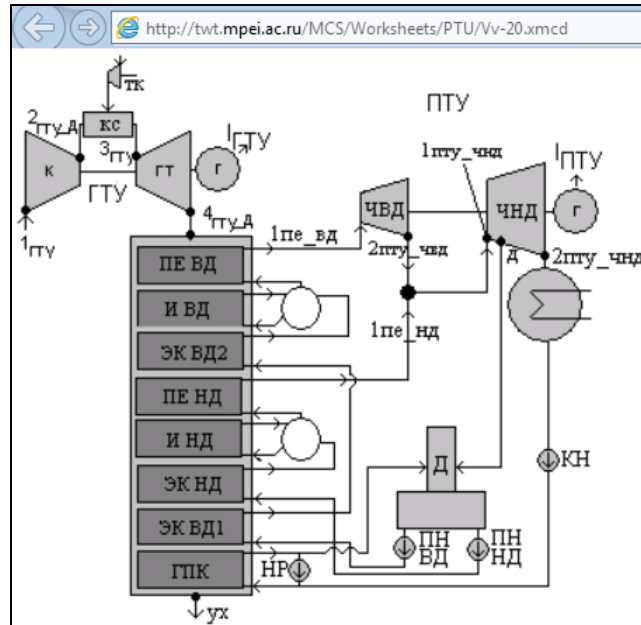 http://twt.mpei.ac.ru/MCS/Worksheets/PTU/Vv-20.xmcd
тк
ПТУ
2гту_д
кс
IГТУ
3гту
1пту_чнд
IПТУ
к
ГТУ
гт
г
ЧВД
ЧНД
г
4гту_д
1гту
1пе_вд
2пту_чвд
д
2пту_чнд
ПЕ ВД
И ВД
1пе_нд
ЭК ВД2
ПЕ НД
И НД
Д
КН
ЭК НД
ЭК ВД1
ПН ВД
ПН НД
ГПК
НР
ух